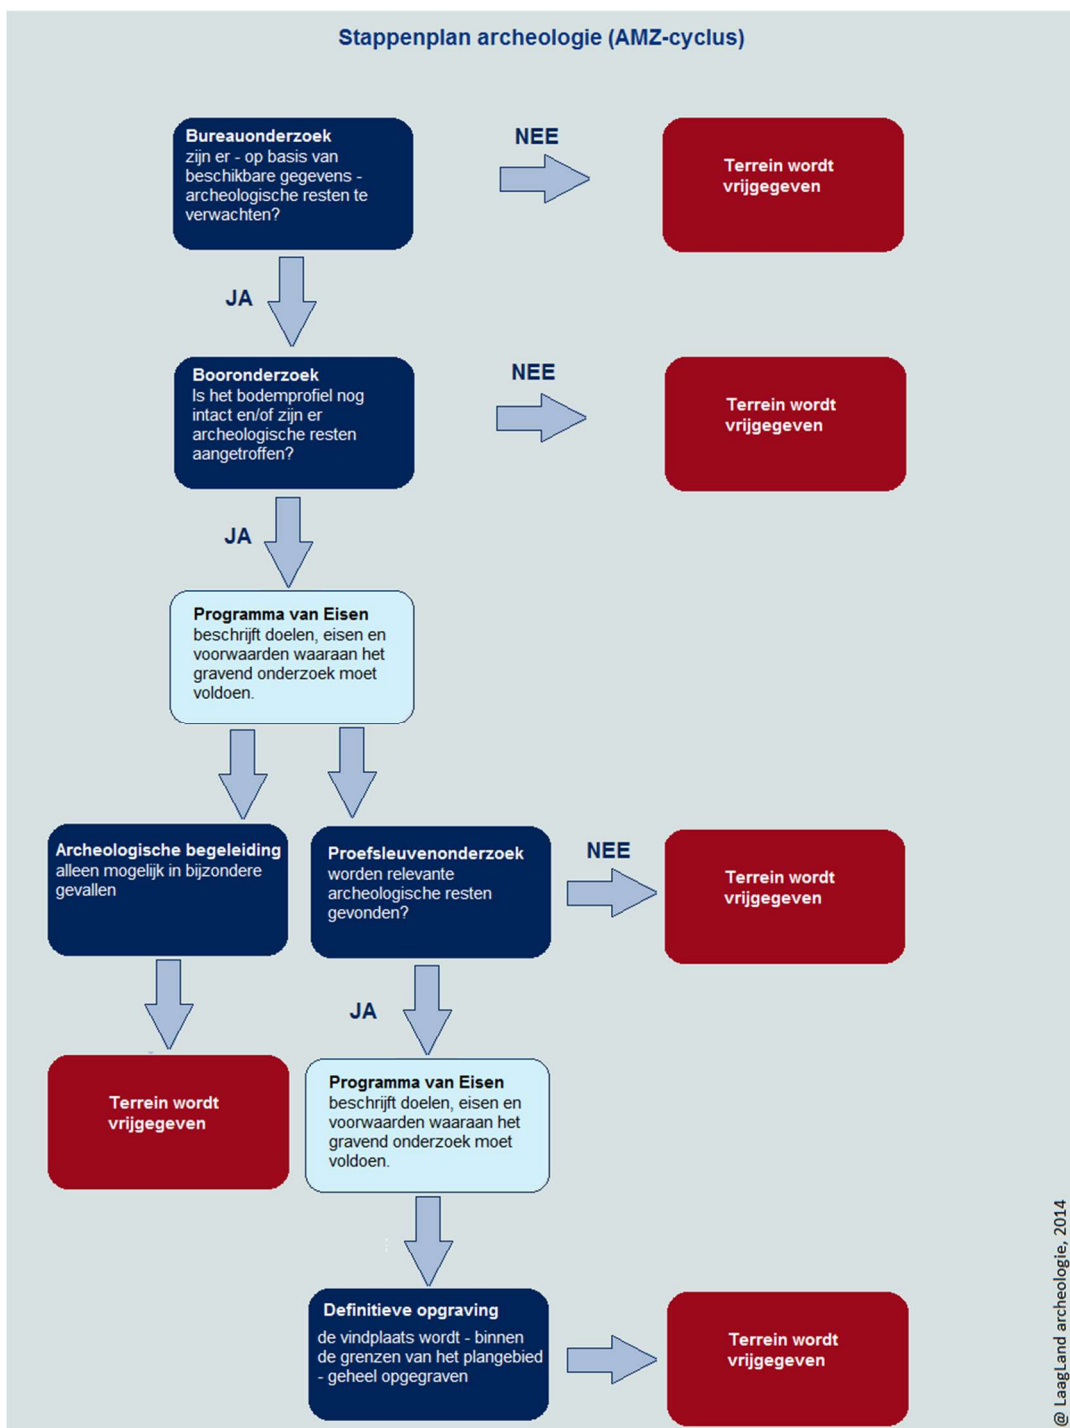 Stappenplan archeologie (AMZ-cyclus)
Bureauonderzoek
zijn er - op basis van
beschikbare gegevens -
archeologische resten te
verwachten?
NEE
Terrein wordt
vrijgegeven
JA
Booronderzoek
Is het bodemprofiel nog
intact en/of zijn er
archeologische resten
aangetroffen?
NEE
Terrein wordt
vrijgegeven
JA
Programma van Eisen
beschrijft doelen, eisen en
voorwaarden waaraan het
gravend onderzoek moet
voldoen.
Archeologische begeleiding
alleen mogelijk in bijzondere
gevallen
Proefsleuvenonderzoek
worden relevante
archeologische resten
gevonden?
NEE
Terrein wordt
vrijgegeven
JA
Terrein wordt
vrijgegeven
Programma van Eisen
beschrijft doelen, eisen en
voorwaarden waaraan het
gravend onderzoek moet
voldoen.
Definitieve opgraving
de vindplaats wordt - binnen
de grenzen van het plangebied
- geheel opgegraven
Terrein wordt
vrijgegeven
@ LaagLand archeologie, 2014